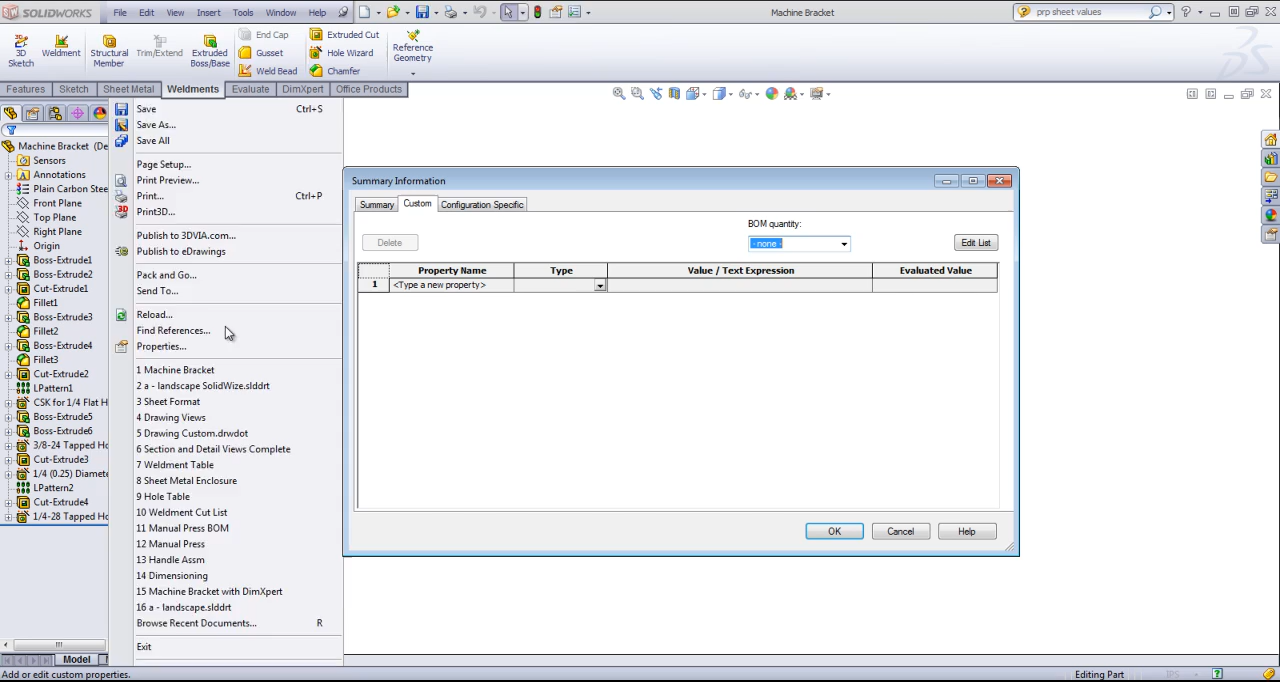 SOLIDWORKS File Edit View Insert Tools Window Help Machine Bracket prp sheet values
3D Sketch Weldment Structural Member Trim/Extend Extruded Boss/Base End Cap Extruded Cut Reference Geometry
Gusset Hole Wizard
Weld Bead Chamfer
Features Sketch Sheet Metal Weldments Evaluate DimXpert Office Products
Machine Bracket (De
Sensors
Annotations
Plain Carbon Stee
Front Plane
Top Plane
Right Plane
Origin
Boss-Extrude1
Boss-Extrude2
Cut-Extrude1
Fillet1
Boss-Extrude3
Fillet2
Boss-Extrude4
Fillet3
Cut-Extrude2
LPattern1
CSK for 1/4 Flat H
Boss-Extrude5
Boss-Extrude6
3/8-24 Tapped Ho
Cut-Extrude3
1/4 (0.25) Diamete
LPattern2
Cut-Extrude4
1/4-28 Tapped Ho
Model
Save Ctrl+S
Save As...
Save All
Page Setup...
Print Preview...
Print... Ctrl+P
Print3D...
Publish to 3DVIA.com...
Publish to eDrawings
Pack and Go...
Send To...
Reload...
Find References...
Properties...
1 Machine Bracket
2 a - landscape SolidWize.slddrt
3 Sheet Format
4 Drawing Views
5 Drawing Custom.drwdot
6 Section and Detail Views Complete
7 Weldment Table
8 Sheet Metal Enclosure
9 Hole Table
10 Weldment Cut List
11 Manual Press BOM
12 Manual Press
13 Handle Assm
14 Dimensioning
15 Machine Bracket with DimXpert
16 a - landscape.slddrt
Browse Recent Documents... R
Exit
Summary Information
Summary Custom Configuration Specific
BOM quantity:
Delete - none - Edit List
Property Name Type Value / Text Expression Evaluated Value
1 <Type a new property>
OK Cancel Help
Add or edit custom properties. Editing Part IPS